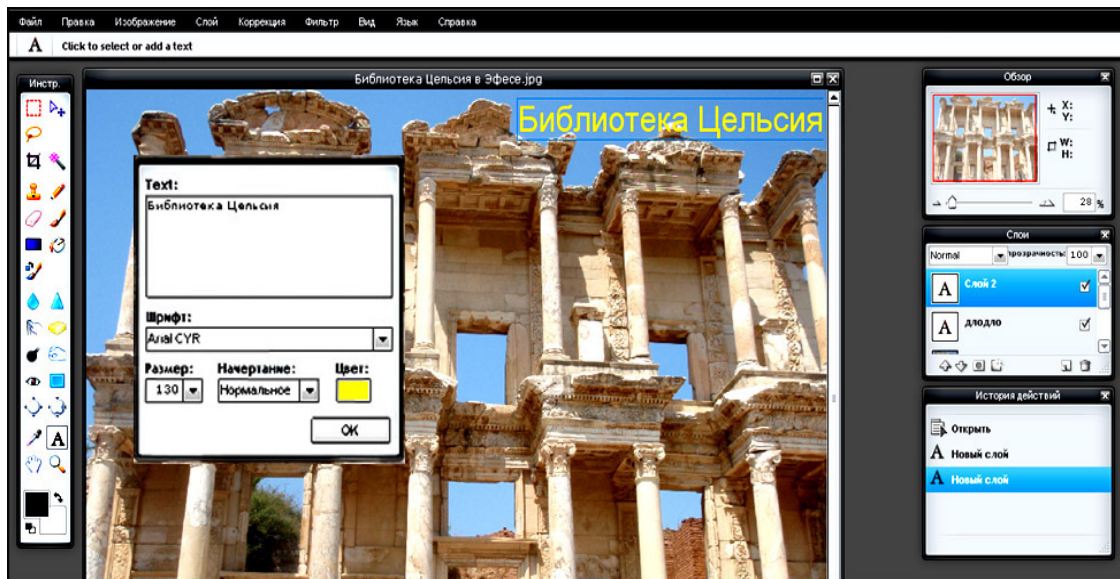 Файл Правка Изображение Слой Коррекция Фильтр Вид Язык Справка
A Click to select or add a text
Инстр.
Библиотека Цельсия в Эфесе.jpg
Библиотека Цельсия
Text:
Библиотека Цельсия
Шрифт:
Arial CYR
Размер: Начертание: Цвет:
130 Нормальное
OK
A
Обзор
X:
Y:
W:
H:
28 %
Слои
Normal прозрачность: 100
A Слой 2
A длодло
История действий
Открыть
A Новый слой
A Новый слой